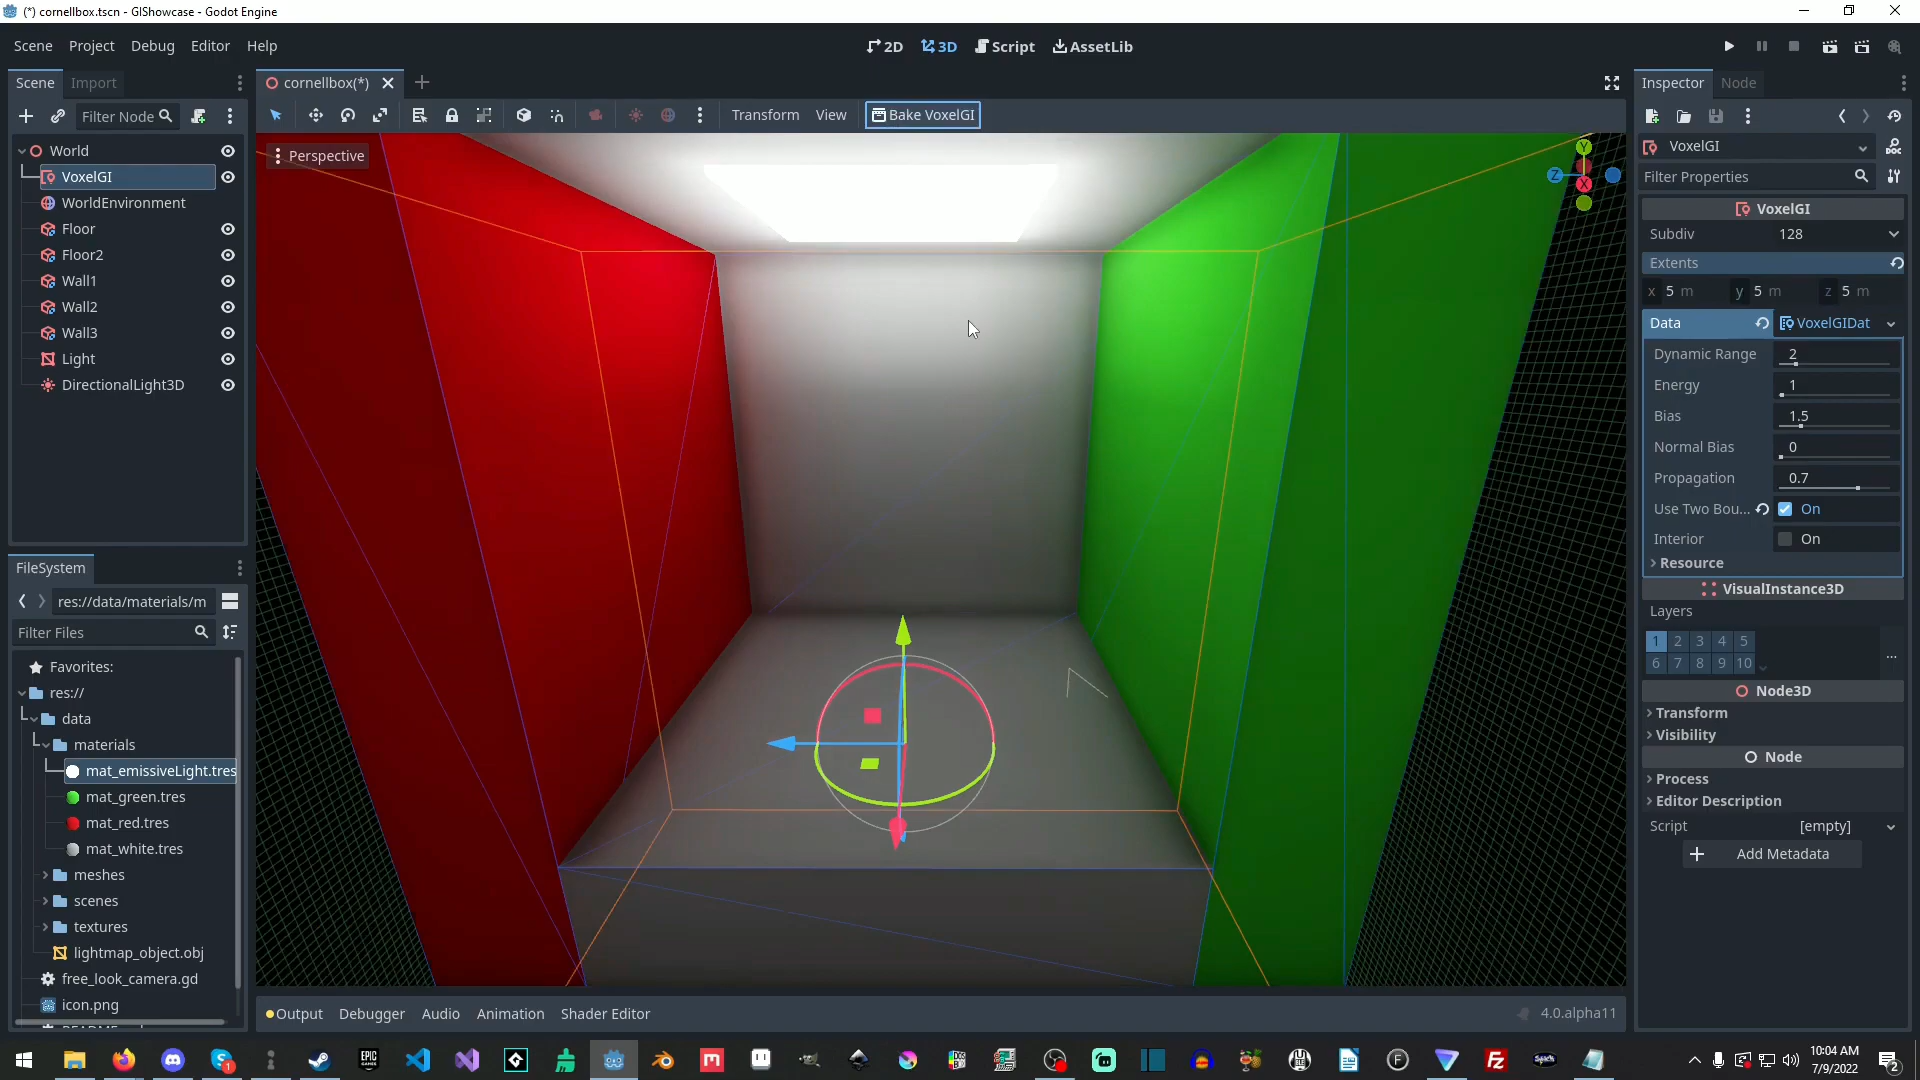 (*) cornellbox.tscn - GIShowcase - Godot Engine
Scene Project Debug Editor Help
2D 3D Script AssetLib
Scene Import
cornellbox(*)
Inspector Node
Filter Node
Transform View Bake VoxelGI
World
VoxelGI
WorldEnvironment
Floor
Floor2
Wall1
Wall2
Wall3
Light
DirectionalLight3D
Perspective
Y
Z
X
VoxelGI
Filter Properties
VoxelGI
Subdiv 128
Extents
x 5 m y 5 m z 5 m
Data VoxelGIDat
Dynamic Range 2
Energy 1
Bias 1.5
Normal Bias 0
Propagation 0.7
Use Two Bou... On
Interior On
Resource
VisualInstance3D
Layers
1 2 3 4 5
6 7 8 9 10
...
Node3D
Transform
Visibility
Node
Process
Editor Description
Script [empty]
Add Metadata
FileSystem
res://data/materials/m
Filter Files
Favorites:
res://
data
materials
mat_emissiveLight.tres
mat_green.tres
mat_red.tres
mat_white.tres
meshes
scenes
textures
lightmap_object.obj
free_look_camera.gd
icon.png
Output Debugger Audio Animation Shader Editor
4.0.alpha11
EPIC
GAMES
10:04 AM
7/9/2022
2